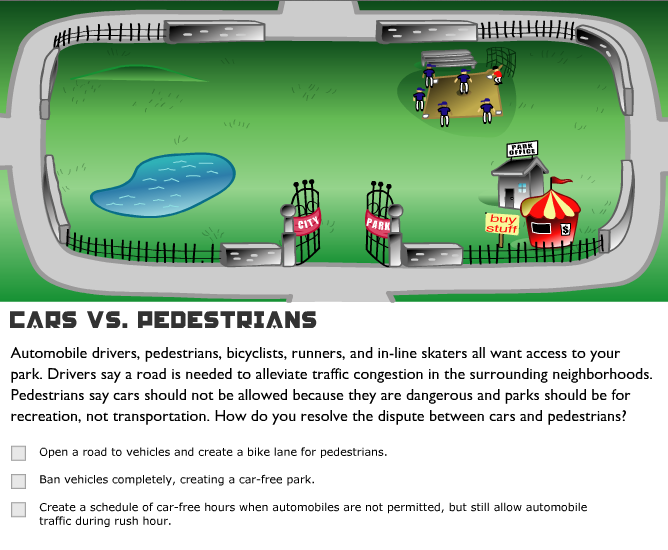 PARK
OFFICE
CITY
PARK
buy
stuff
$
CARS VS. PEDESTRIANS
Automobile drivers, pedestrians, bicyclists, runners, and in-line skaters all want access to your
park. Drivers say a road is needed to alleviate traffic congestion in the surrounding neighborhoods.
Pedestrians say cars should not be allowed because they are dangerous and parks should be for
recreation, not transportation. How do you resolve the dispute between cars and pedestrians?
Open a road to vehicles and create a bike lane for pedestrians.
Ban vehicles completely, creating a car-free park.
Create a schedule of car-free hours when automobiles are not permitted, but still allow automobile
traffic during rush hour.